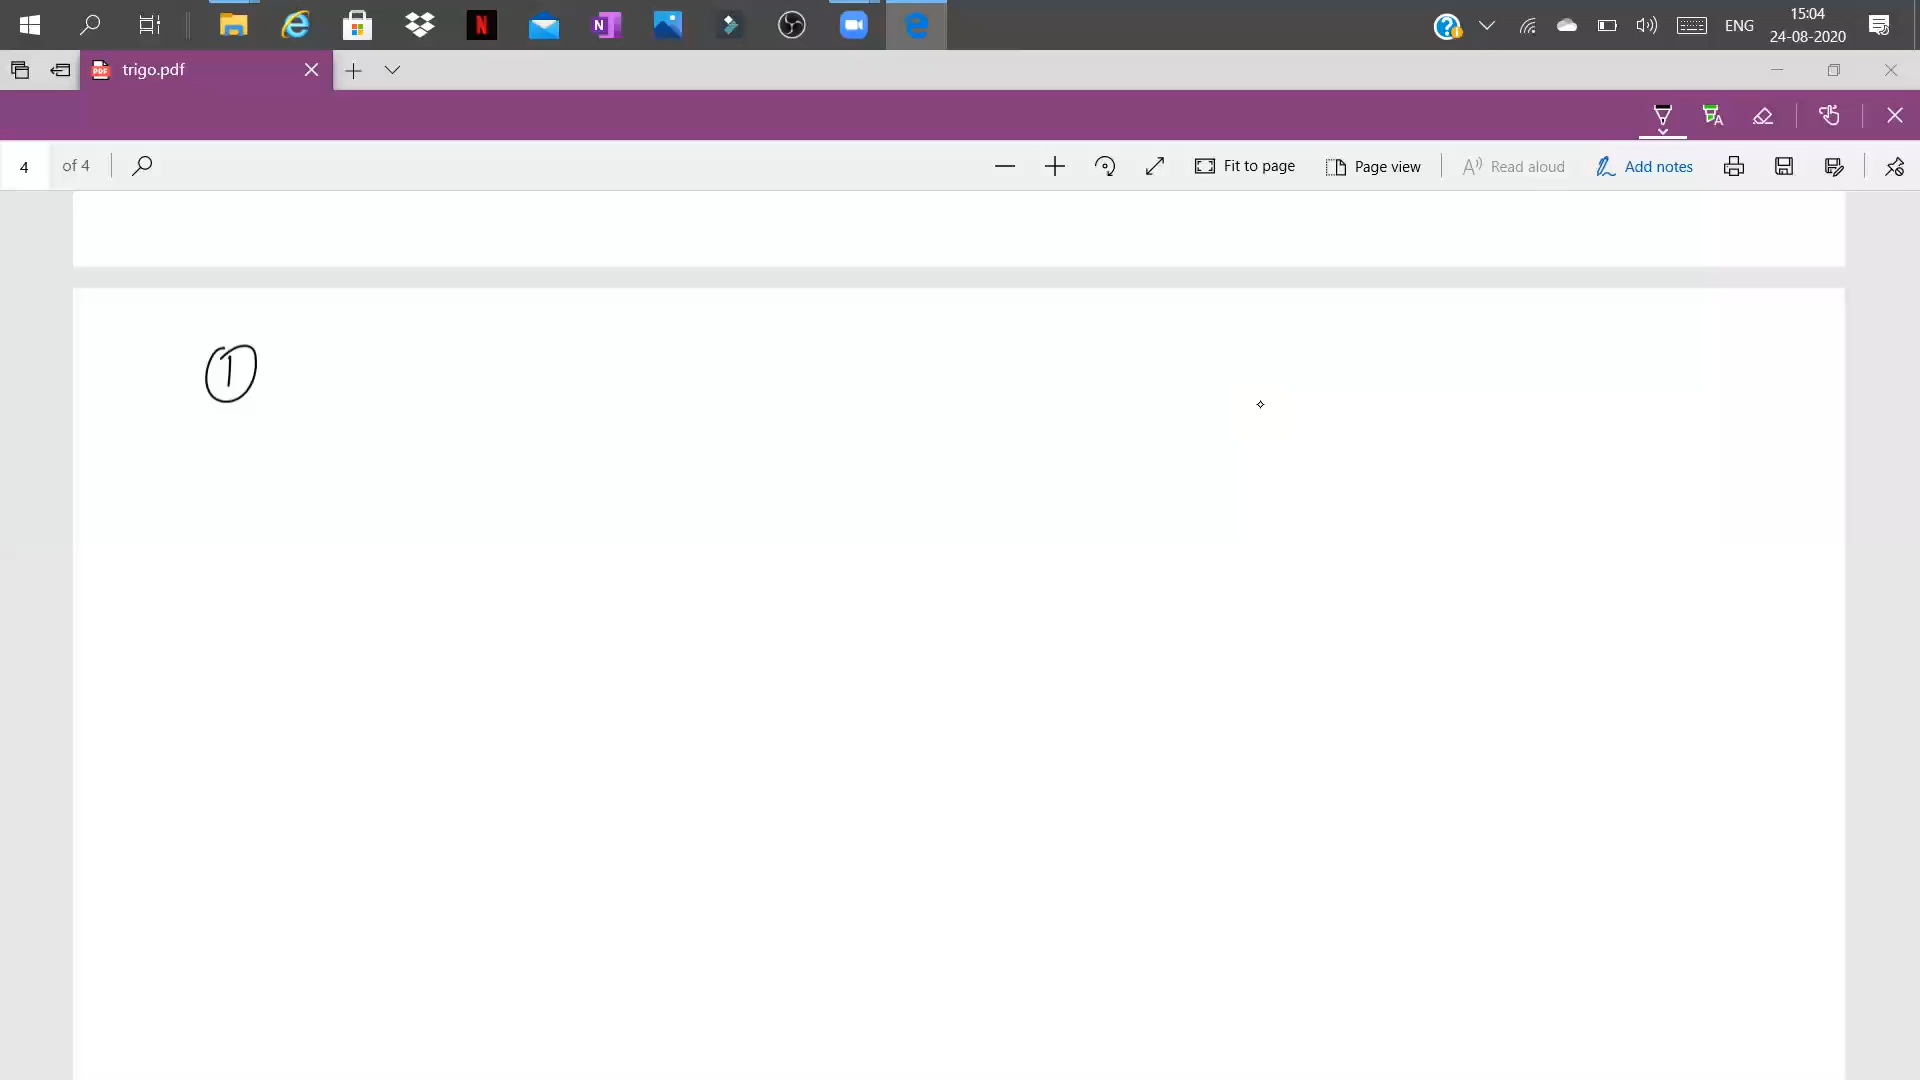 15:04
ENG
24-08-2020
trigo.pdf
4 of 4 Fit to page Page view Read aloud Add notes
①